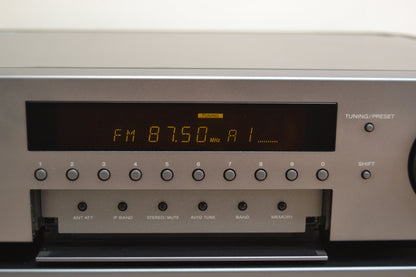 TUNING
FM 87.50 MHz A1
TUNING/PRESET
1 2 3 4 5 6 7 8 9 0
SHIFT
ANT ATT IF BAND STEREO/MUTE AUTO TUNE BAND MEMORY